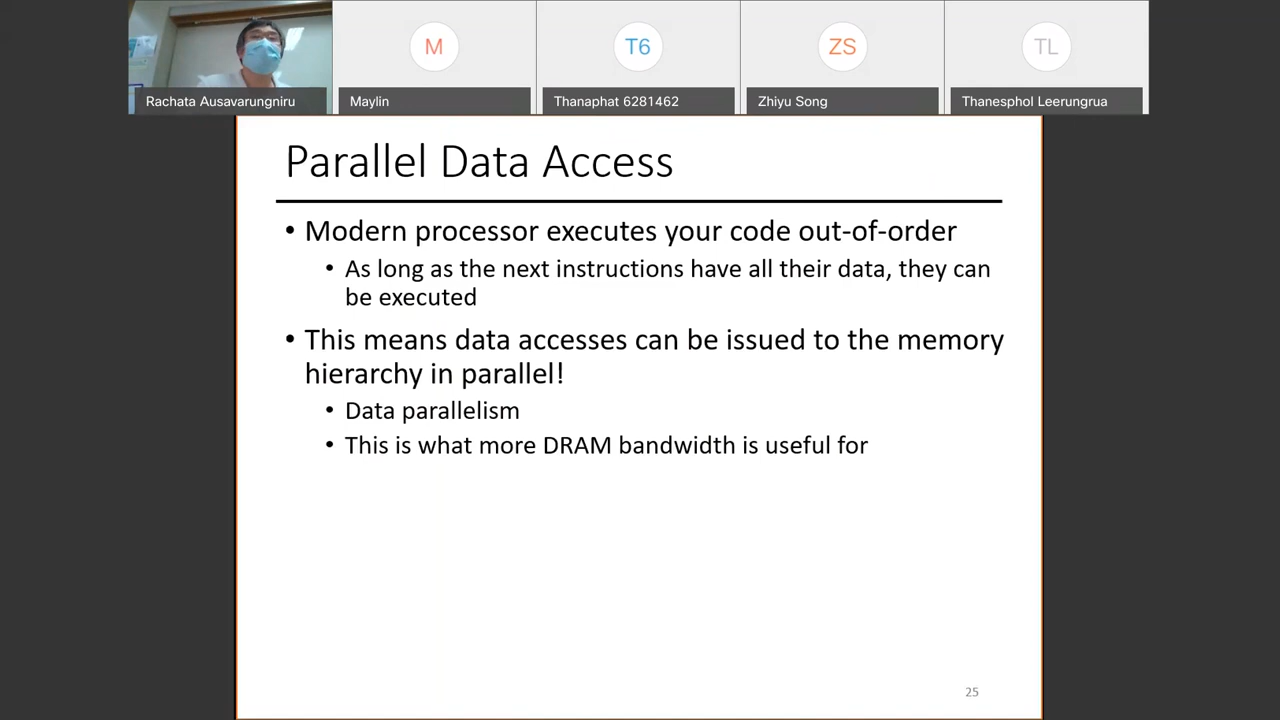 M
T6
ZS
TL
Rachata Ausavarungniru
Maylin
Thanaphat 6281462
Zhiyu Song
Thanesphol Leerungrua
Parallel Data Access
• Modern processor executes your code out-of-order
• As long as the next instructions have all their data, they can
be executed
• This means data accesses can be issued to the memory
hierarchy in parallel!
• Data parallelism
• This is what more DRAM bandwidth is useful for
25